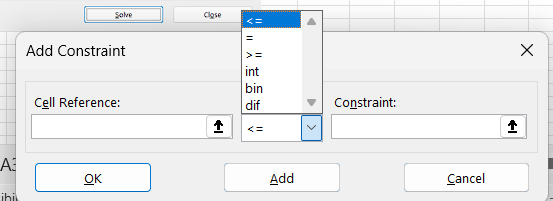 Solve
Close
<=
=
>=
int
bin
dif
Add Constraint
Cell Reference:
Constraint:
<=
OK
Add
Cancel